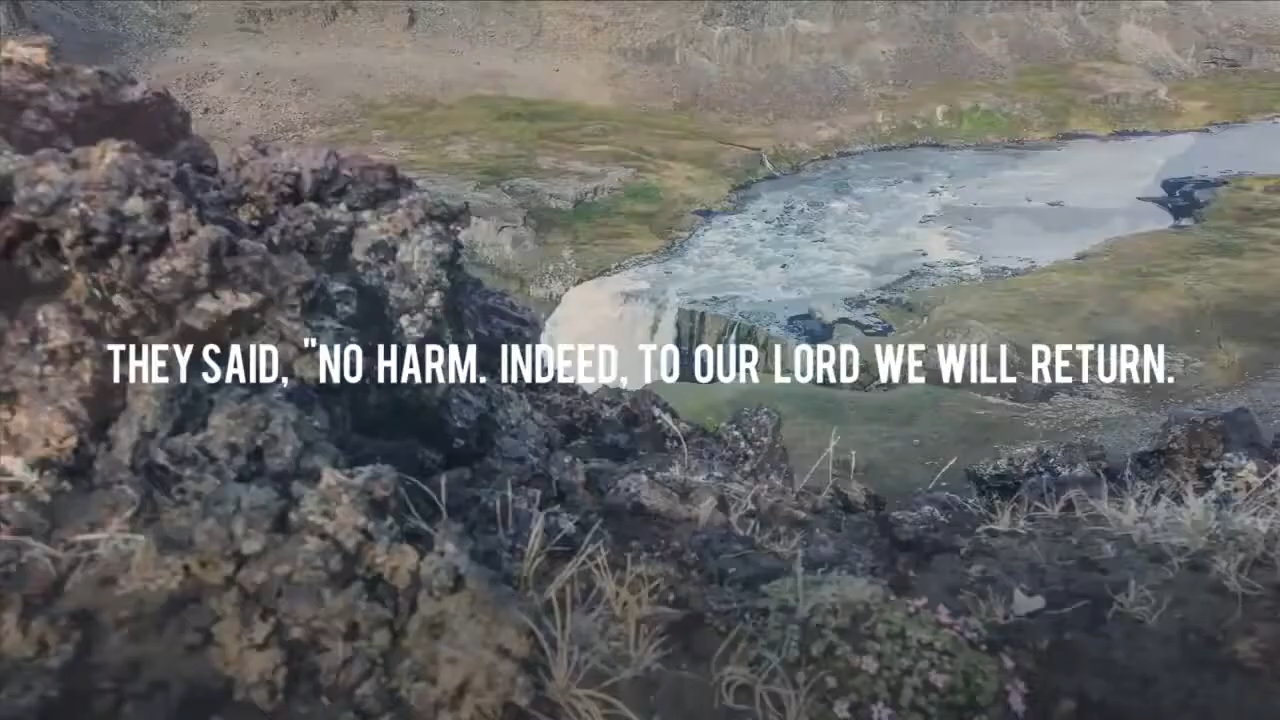 THEY SAID, "NO HARM. INDEED, TO OUR LORD WE WILL RETURN.